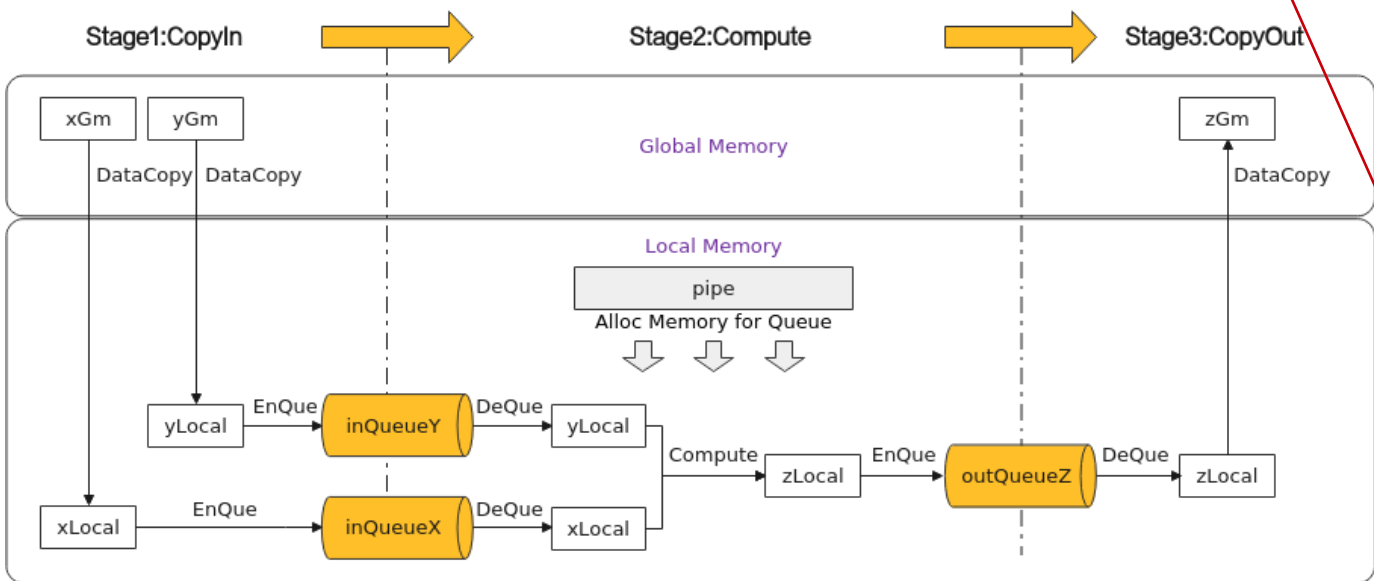 Stage1:CopyIn
Stage2:Compute
Stage3:CopyOut
xGm
yGm
zGm
Global Memory
DataCopy
DataCopy
DataCopy
Local Memory
pipe
Alloc Memory for Queue
yLocal
EnQue
inQueueY
DeQue
yLocal
Compute
zLocal
EnQue
outQueueZ
DeQue
zLocal
xLocal
EnQue
inQueueX
DeQue
xLocal